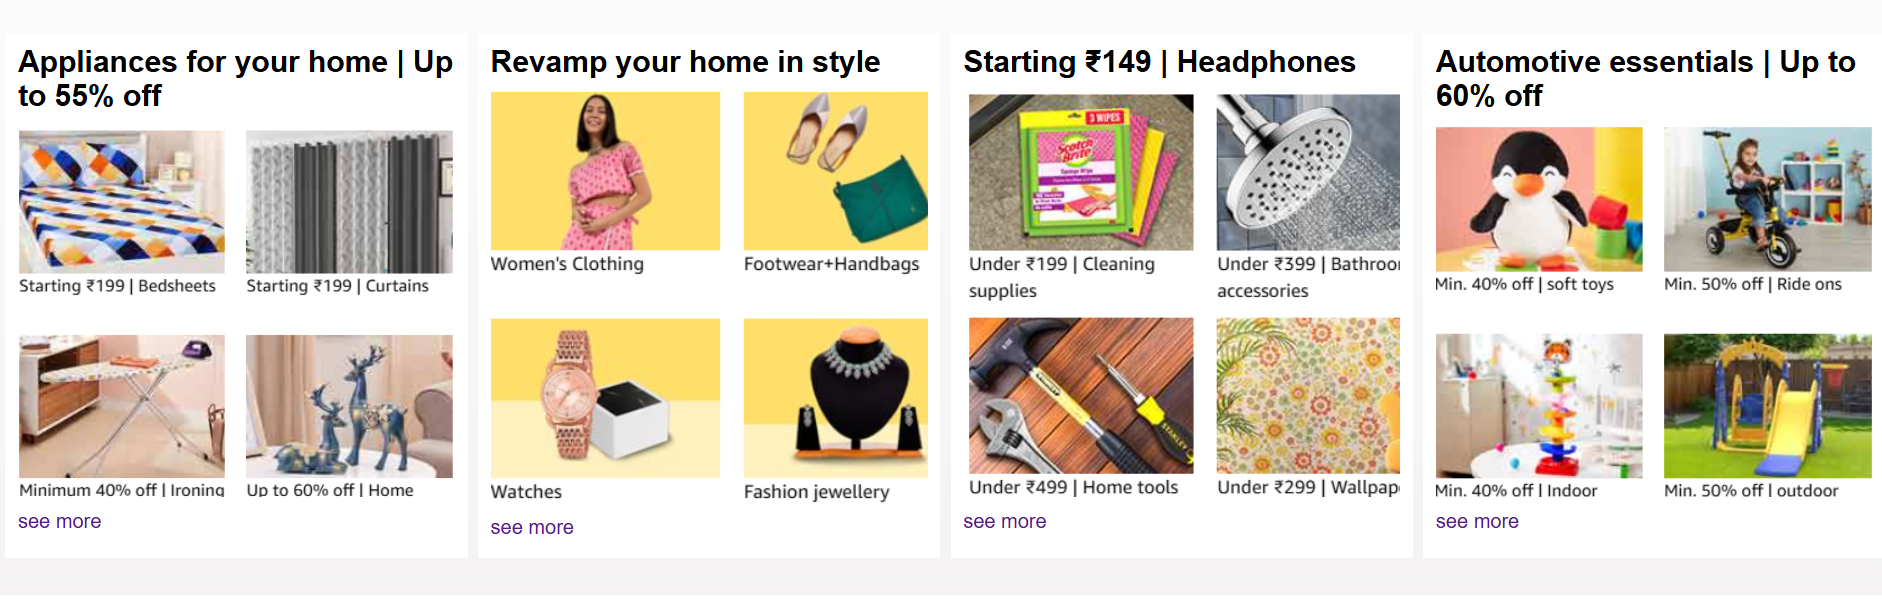 Appliances for your home | Up
to 55% off
Starting ₹199 | Bedsheets
Starting ₹199 | Curtains
Minimum 40% off | Ironing
Up to 60% off | Home
see more
Revamp your home in style
Women's Clothing
Footwear+Handbags
Watches
Fashion jewellery
see more
Starting ₹149 | Headphones
3 WIPES
Scotch
Brite
Sponge Wipe
Under ₹199 | Cleaning
supplies
Under ₹399 | Bathroo
accessories
STANLEY
Under ₹499 | Home tools
Under ₹299 | Wallpap
see more
Automotive essentials | Up to
60% off
Min. 40% off | soft toys
Min. 50% off | Ride ons
Min. 40% off | Indoor
Min. 50% off | outdoor
see more